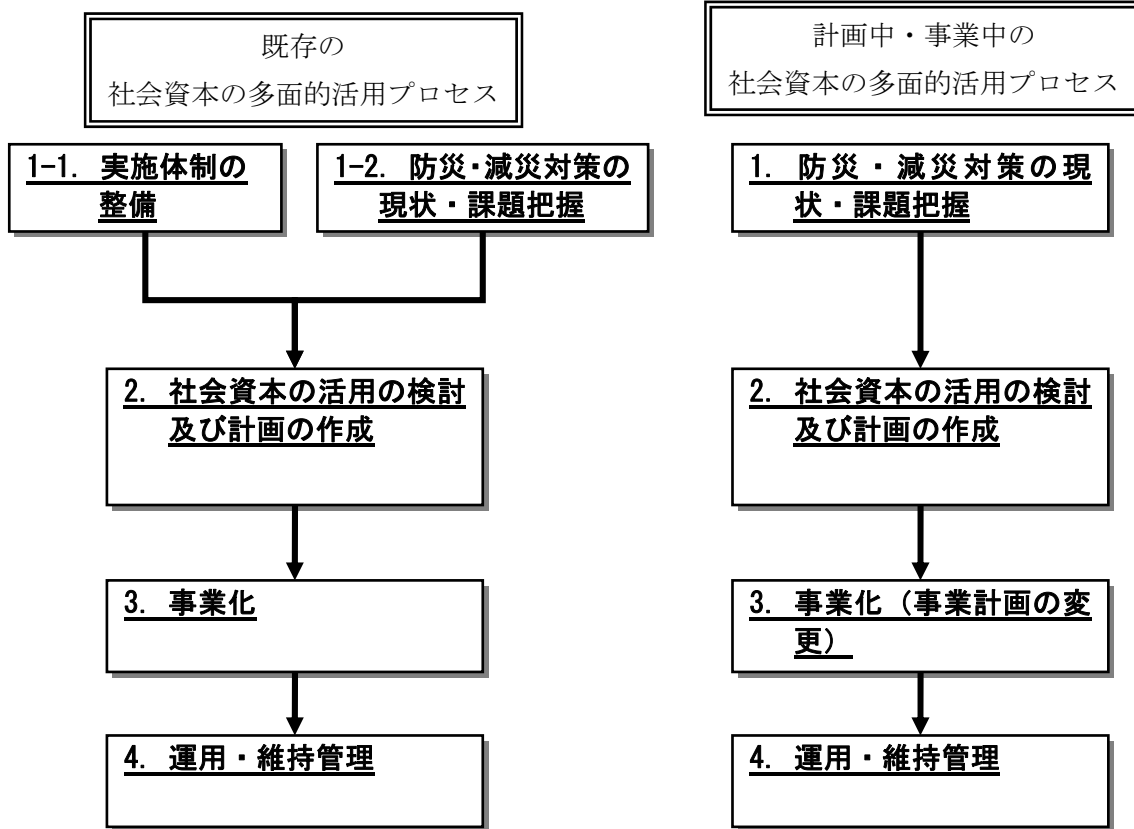 既存の
社会資本の多面的活用プロセス
1-1. 実施体制の
整備
1-2. 防災・減災対策の
現状・課題把握
2. 社会資本の活用の検討
及び計画の作成
3. 事業化
4. 運用・維持管理
計画中・事業中の
社会資本の多面的活用プロセス
1. 防災・減災対策の現
状・課題把握
2. 社会資本の活用の検討
及び計画の作成
3. 事業化（事業計画の変
更）
4. 運用・維持管理